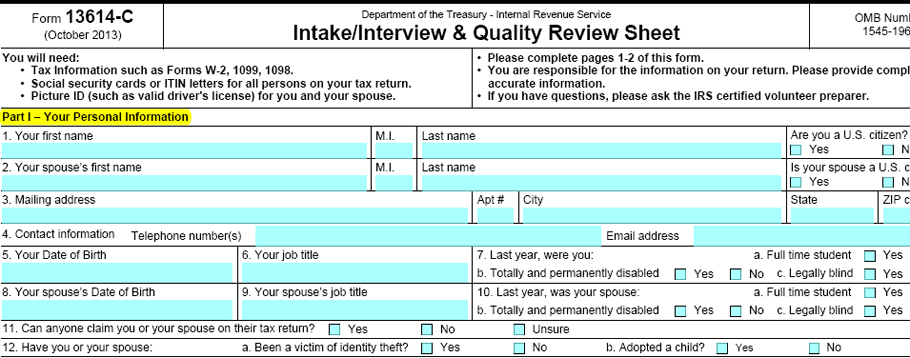 Form 13614-C
(October 2013)
Department of the Treasury - Internal Revenue Service
Intake/Interview & Quality Review Sheet
OMB Num
1545-196
You will need:
• Tax Information such as Forms W-2, 1099, 1098.
• Social security cards or ITIN letters for all persons on your tax return.
• Picture ID (such as valid driver's license) for you and your spouse.
• Please complete pages 1-2 of this form.
• You are responsible for the information on your return. Please provide compl
accurate information.
• If you have questions, please ask the IRS certified volunteer preparer.
Part I – Your Personal Information
1. Your first name M.I. Last name Are you a U.S. citizen?
Yes N
2. Your spouse's first name M.I. Last name Is your spouse a U.S. c
Yes N
3. Mailing address Apt # City State ZIP c
4. Contact information Telephone number(s) Email address
5. Your Date of Birth 6. Your job title 7. Last year, were you: a. Full time student Yes
b. Totally and permanently disabled Yes No c. Legally blind Yes
8. Your spouse's Date of Birth 9. Your spouse's job title 10. Last year, was your spouse: a. Full time student Yes
b. Totally and permanently disabled Yes No c. Legally blind Yes
11. Can anyone claim you or your spouse on their tax return? Yes No Unsure
12. Have you or your spouse: a. Been a victim of identity theft? Yes No b. Adopted a child? Yes No